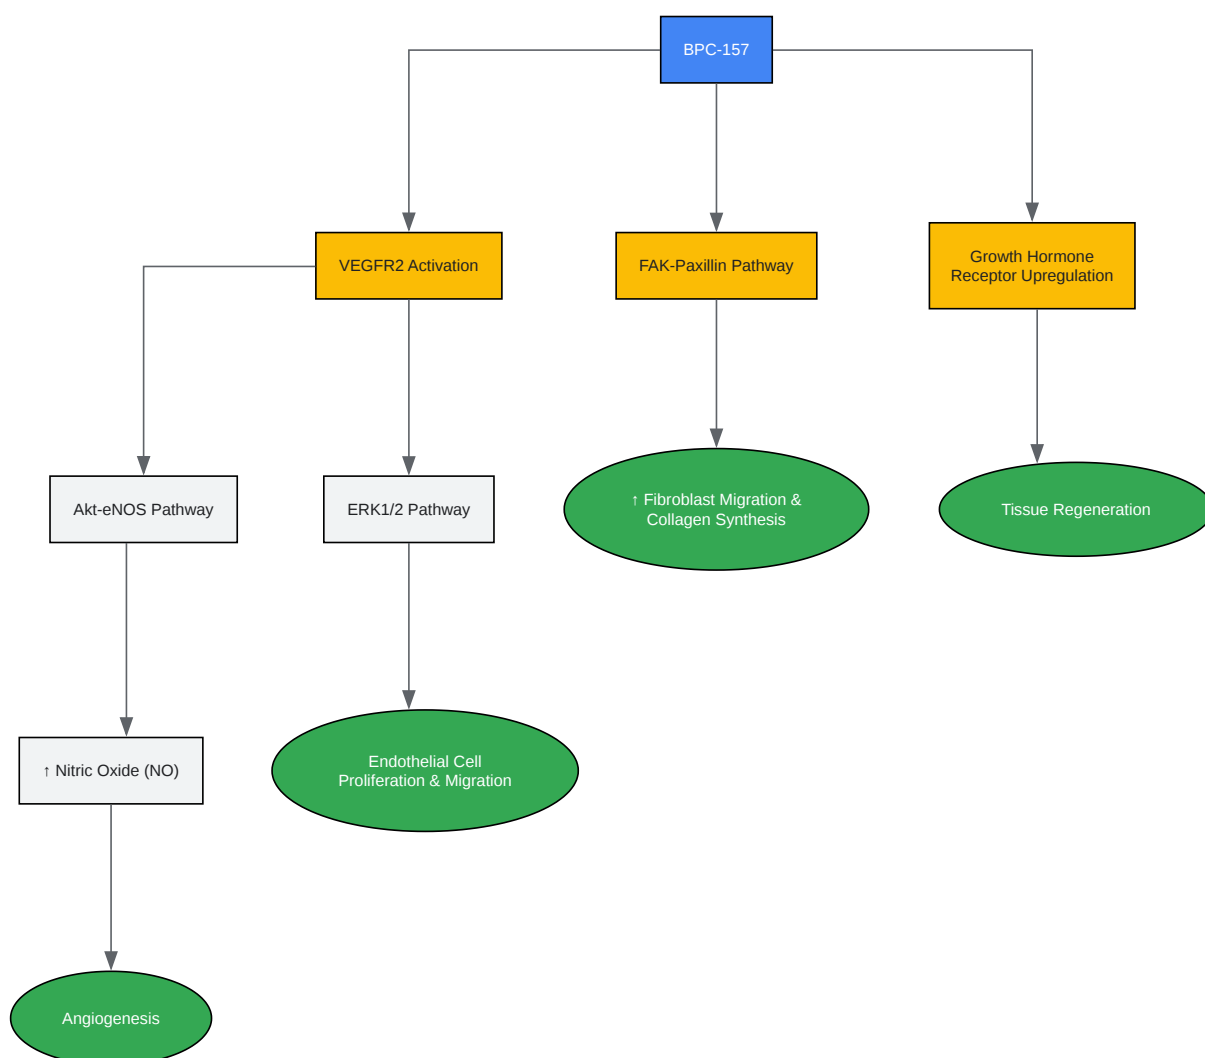 BPC-157
VEGFR2 Activation
FAK-Paxillin Pathway
Growth Hormone
Receptor Upregulation
Akt-eNOS Pathway
ERK1/2 Pathway
↑ Fibroblast Migration &
Collagen Synthesis
Tissue Regeneration
↑ Nitric Oxide (NO)
Endothelial Cell
Proliferation & Migration
Angiogenesis